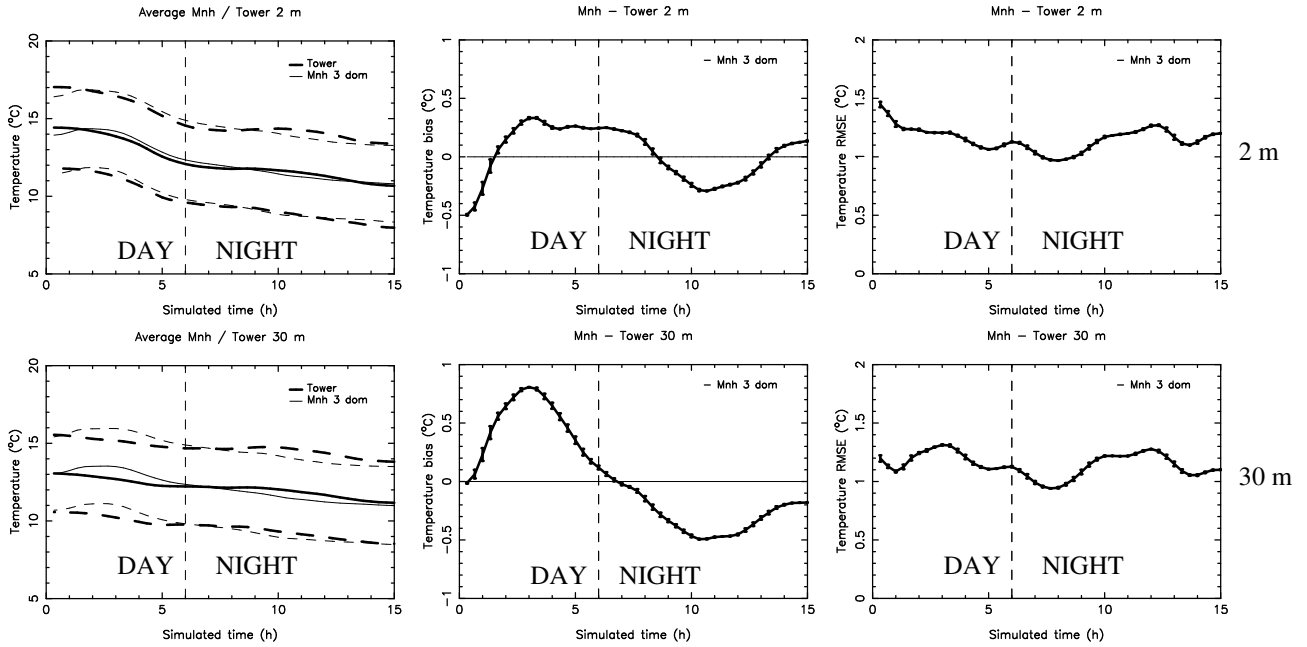 Average Mnh / Tower 2 m
Temperature (°C)
20
15
10
5
Tower
Mnh 3 dom
DAY
NIGHT
0
5
10
15
Simulated time (h)
Mnh – Tower 2 m
Temperature bias (°C)
1
0.5
0
−0.5
−1
– Mnh 3 dom
DAY
NIGHT
0
5
10
15
Simulated time (h)
Mnh – Tower 2 m
Temperature RMSE (°C)
2
1.5
1
0.5
0
– Mnh 3 dom
DAY
NIGHT
0
5
10
15
Simulated time (h)
2 m
Average Mnh / Tower 30 m
Temperature (°C)
20
15
10
5
Tower
Mnh 3 dom
DAY
NIGHT
0
5
10
15
Simulated time (h)
Mnh – Tower 30 m
Temperature bias (°C)
1
0.5
0
−0.5
−1
– Mnh 3 dom
DAY
NIGHT
0
5
10
15
Simulated time (h)
Mnh – Tower 30 m
Temperature RMSE (°C)
2
1.5
1
0.5
0
– Mnh 3 dom
DAY
NIGHT
0
5
10
15
Simulated time (h)
30 m